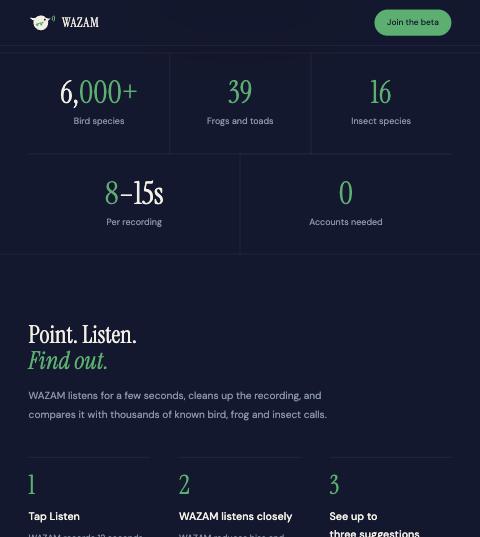 WAZAM
Join the beta
6,000+
39
16
Bird species
Frogs and toads
Insect species
8–15s
0
Per recording
Accounts needed
Point. Listen.
Find out.
WAZAM listens for a few seconds, cleans up the recording, and
compares it with thousands of known bird, frog and insect calls.
1
2
3
Tap Listen
WAZAM listens closely
See up to
three suggestions